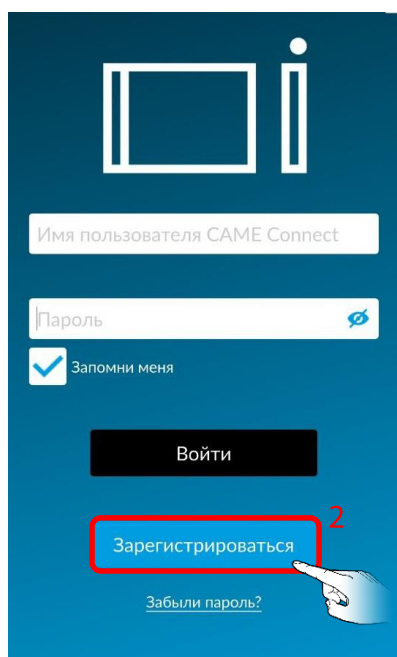 Имя пользователя CAME Connect
Пароль
Запомни меня
Войти
2
Зарегистрироваться
Забыли пароль?